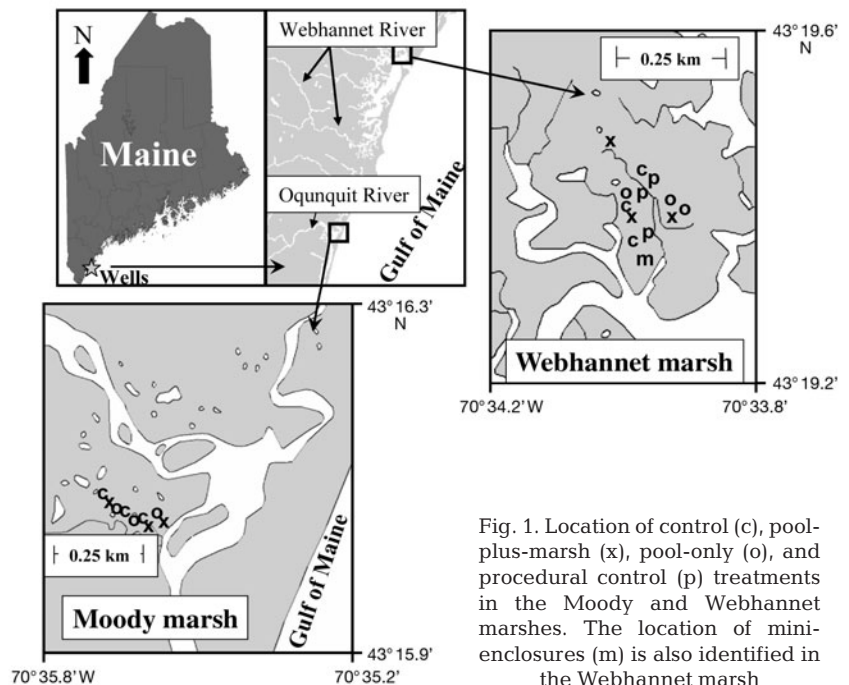 N
Maine
Wells
Webhannet River
Oqunquit River
Gulf of Maine
43° 19.6'
N
0.25 km
x
c
p
o p o
c x o
x
c p
m
Webhannet marsh
43° 19.2'
70° 34.2' W
70° 33.8'
43° 16.3'
N
c
x
o
c
o
c
x
o
x
0.25 km
Moody marsh
Gulf of Maine
43° 15.9'
70° 35.8' W
70° 35.2'
Fig. 1. Location of control (c), pool-
plus-marsh (x), pool-only (o), and
procedural control (p) treatments
in the Moody and Webhannet
marshes. The location of mini-
enclosures (m) is also identified in
the Webhannet marsh